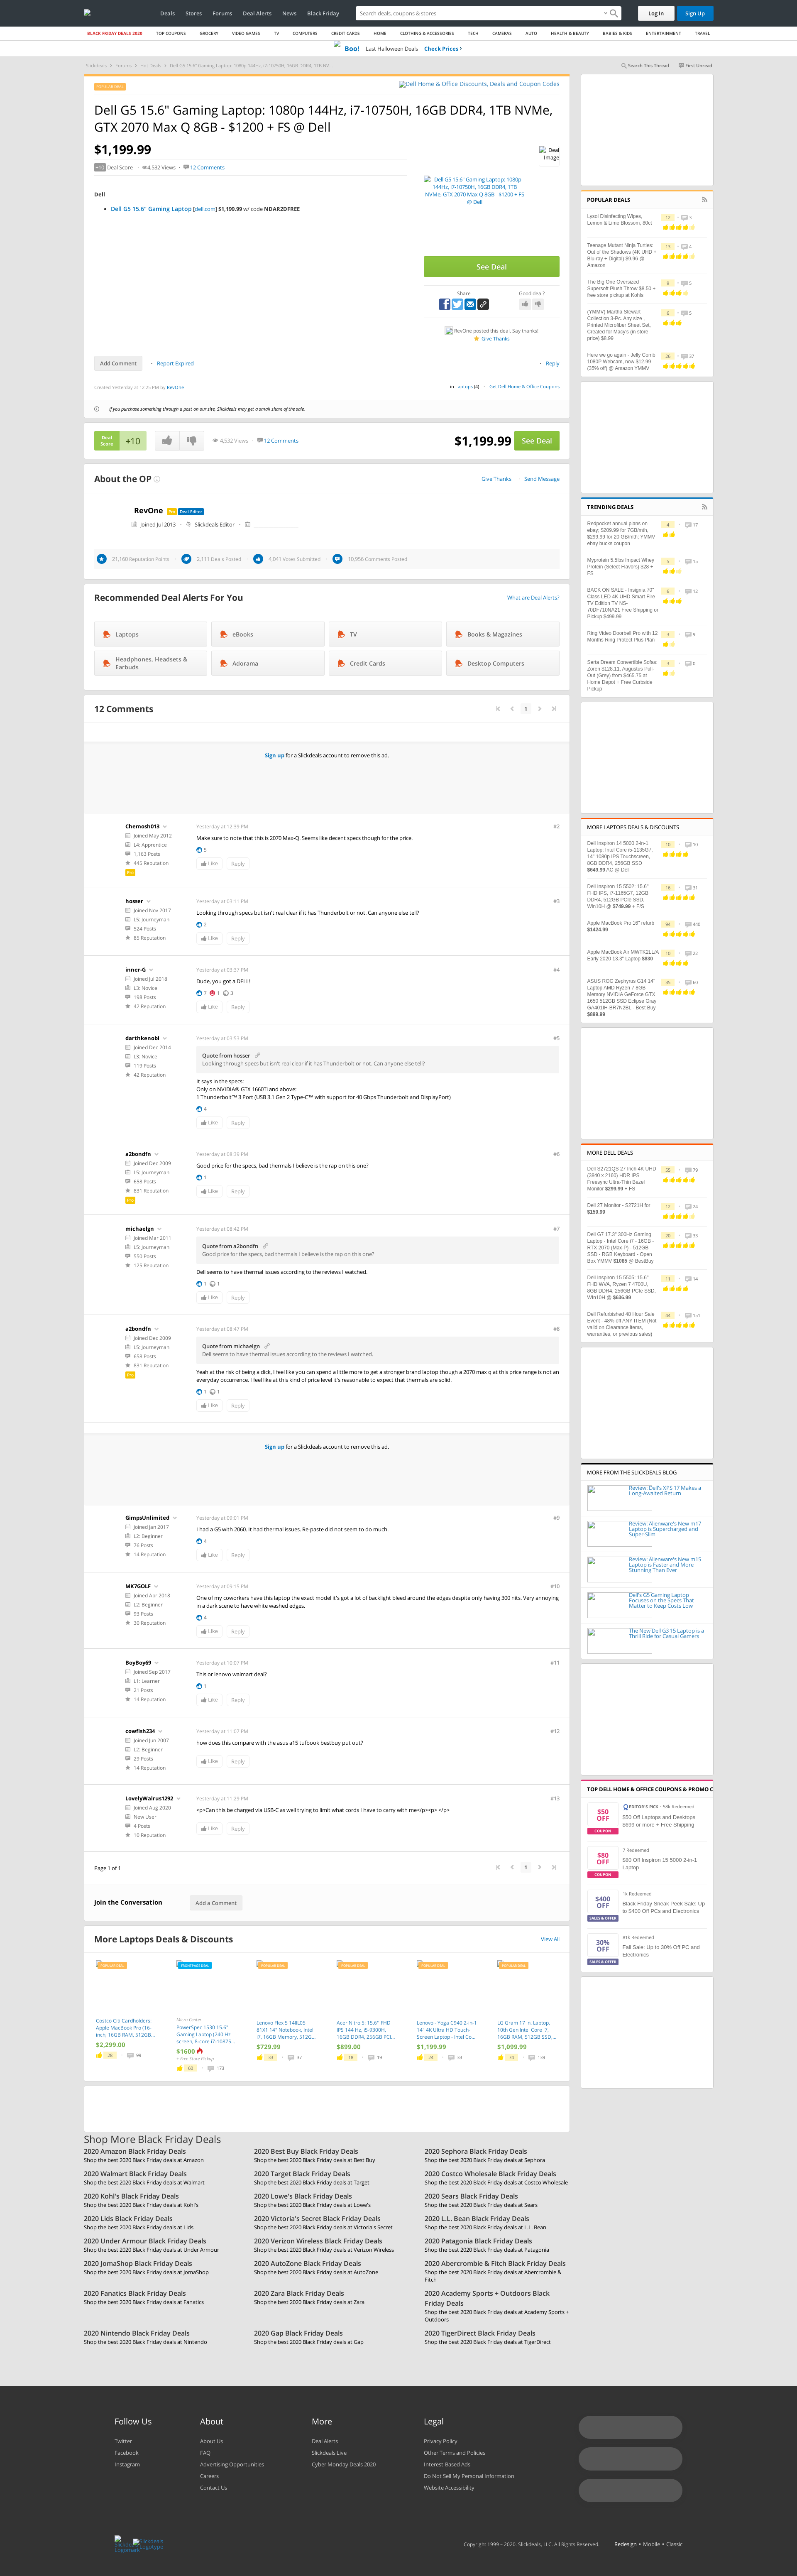 Deals
Stores
Forums
Deal Alerts
News
Black Friday
Search deals, coupons & stores
Log In
Sign Up
BLACK FRIDAY DEALS 2020
TOP COUPONS
GROCERY
VIDEO GAMES
TV
COMPUTERS
CREDIT CARDS
HOME
CLOTHING & ACCESSORIES
TECH
CAMERAS
AUTO
HEALTH & BEAUTY
BABIES & KIDS
ENTERTAINMENT
TRAVEL
Boo! Last Halloween Deals Check Prices
Slickdeals > Forums > Hot Deals > Dell G5 15.6" Gaming Laptop: 1080p 144Hz, i7-10750H, 16GB DDR4, 1TB NV...
Search This Thread
First Unread
POPULAR DEAL
Dell Home & Office Discounts, Deals and Coupon Codes
Dell G5 15.6" Gaming Laptop: 1080p 144Hz, i7-10750H, 16GB DDR4, 1TB NVMe,
GTX 2070 Max Q 8GB - $1200 + FS @ Dell
$1,199.99
+10 Deal Score
4,532 Views
12 Comments
Deal
Image
Dell
Dell G5 15.6" Gaming Laptop [dell.com] $1,199.99 w/ code NDAR2DFREE
Dell G5 15.6" Gaming Laptop: 1080p
144Hz, i7-10750H, 16GB DDR4, 1TB
NVMe, GTX 2070 Max Q 8GB - $1200 + FS
@ Dell
See Deal
Share
Good deal?
RevOne posted this deal. Say thanks!
Give Thanks
Add Comment
Report Expired
Reply
Created Yesterday at 12:35 PM by RevOne
in Laptops (4)
Get Dell Home & Office Coupons
If you purchase something through a post on our site, Slickdeals may get a small share of the sale.
Deal
Score
+10
4,532 Views
12 Comments
$1,199.99
See Deal
About the OP
Give Thanks
Send Message
RevOne Pro Deal Editor
Joined Jul 2013
Slickdeals Editor
21,160 Reputation Points
2,111 Deals Posted
4,041 Votes Submitted
10,956 Comments Posted
Recommended Deal Alerts For You
What are Deal Alerts?
Laptops
eBooks
TV
Books & Magazines
Headphones, Headsets &
Earbuds
Adorama
Credit Cards
Desktop Computers
12 Comments
1
Sign up for a Slickdeals account to remove this ad.
Chemosh013
Joined May 2012
L4: Apprentice
1,163 Posts
445 Reputation
Pro
Yesterday at 12:39 PM
#2
Make sure to note that this is 2070 Max-Q. Seems like decent specs though for the price.
5
Like
Reply
hosser
Joined Nov 2017
L5: Journeyman
524 Posts
85 Reputation
Yesterday at 03:11 PM
#3
Looking through specs but isn't real clear if it has Thunderbolt or not. Can anyone else tell?
2
Like
Reply
inner-G
Joined Jul 2018
L3: Novice
198 Posts
42 Reputation
Yesterday at 03:37 PM
#4
Dude, you got a DELL!
7 1 3
Like
Reply
darthkenobi
Joined Dec 2014
L3: Novice
119 Posts
42 Reputation
Yesterday at 03:53 PM
#5
Quote from hosser
Looking through specs but isn't real clear if it has Thunderbolt or not. Can anyone else tell?
It says in the specs:
Only on NVIDIA® GTX 1660Ti and above:
1 Thunderbolt™ 3 Port (USB 3.1 Gen 2 Type-C™ with support for 40 Gbps Thunderbolt and DisplayPort)
4
Like
Reply
a2bondfn
Joined Dec 2009
L5: Journeyman
658 Posts
831 Reputation
Pro
Yesterday at 08:39 PM
#6
Good price for the specs, bad thermals I believe is the rap on this one?
1
Like
Reply
michaelgn
Joined Mar 2011
L5: Journeyman
550 Posts
125 Reputation
Yesterday at 08:42 PM
#7
Quote from a2bondfn
Good price for the specs, bad thermals I believe is the rap on this one?
Dell seems to have thermal issues according to the reviews I watched.
1 1
Like
Reply
a2bondfn
Joined Dec 2009
L5: Journeyman
658 Posts
831 Reputation
Pro
Yesterday at 08:47 PM
#8
Quote from michaelgn
Dell seems to have thermal issues according to the reviews I watched.
Yeah at the risk of being a dick, i feel like you can spend a little more to get a stronger brand laptop though a 2070 max q at this price range is not an
everyday occurrence. I feel like at this kind of price level it's reasonable to expect that thermals are solid.
1 1
Like
Reply
Sign up for a Slickdeals account to remove this ad.
GimpsUnlimited
Joined Jan 2017
L2: Beginner
76 Posts
14 Reputation
Yesterday at 09:01 PM
#9
I had a G5 with 2060. It had thermal issues. Re-paste did not seem to do much.
4
Like
Reply
MK7GOLF
Joined Apr 2018
L2: Beginner
93 Posts
30 Reputation
Yesterday at 09:15 PM
#10
One of my coworkers have this laptop the exact model it's got a lot of backlight bleed around the edges despite only having 300 nits. Very annoying
in a dark scene to have white washed edges.
4
Like
Reply
BoyBoy69
Joined Sep 2017
L1: Learner
21 Posts
14 Reputation
Yesterday at 10:07 PM
#11
This or lenovo walmart deal?
1
Like
Reply
cowfish234
Joined Jun 2007
L2: Beginner
29 Posts
14 Reputation
Yesterday at 11:07 PM
#12
how does this compare with the asus a15 tufbook bestbuy put out?
Like
Reply
LovelyWalrus1292
Joined Aug 2020
New User
4 Posts
10 Reputation
Yesterday at 11:29 PM
#13
<p>Can this be charged via USB-C as well trying to limit what cords I have to carry with me</p><p> </p>
Like
Reply
Page 1 of 1
1
Join the Conversation
Add a Comment
More Laptops Deals & Discounts
View All
Costco Citi Cardholders:
Apple MacBook Pro (16-
inch, 16GB RAM, 512GB...
$2,299.00
28 99
Micro Center
PowerSpec 1530 15.6"
Gaming Laptop (240 Hz
screen, 8-core i7-10875...
$1600
+ Free Store Pickup
60 173
Lenovo Flex 5 14IIL05
81X1 14" Notebook, Intel
i7, 16GB Memory, 512G...
$729.99
33 37
Acer Nitro 5: 15.6'' FHD
IPS 144 Hz, i5-9300H,
16GB DDR4, 256GB PCI...
$899.00
18 19
Lenovo - Yoga C940 2-in-1
14" 4K Ultra HD Touch-
Screen Laptop - Intel Co...
$1,199.99
24 33
LG Gram 17 in. Laptop,
10th Gen Intel Core i7,
16GB RAM, 512GB SSD,...
$1,099.99
74 139
POPULAR DEALS
Lysol Disinfecting Wipes,
Lemon & Lime Blossom, 80ct
12 3
Teenage Mutant Ninja Turtles:
Out of the Shadows (4K UHD +
Blu-ray + Digital) $9.96 @
Amazon
13 4
The Big One Oversized
Supersoft Plush Throw $8.50 +
free store pickup at Kohls
9 5
(YMMV) Martha Stewart
Collection 3-Pc. Any size ,
Printed Microfiber Sheet Set,
Created for Macy's (in store
price) $8.99
6 5
Here we go again - Jelly Comb
1080P Webcam, now $12.99
(35% off) @ Amazon YMMV
26 37
TRENDING DEALS
Redpocket annual plans on
ebay: $209.99 for 7GB/mth,
$299.99 for 20 GB/mth; YMMV
ebay bucks coupon
4 17
Myprotein 5.5lbs Impact Whey
Protein (Select Flavors) $28 +
FS
5 15
BACK ON SALE - Insignia 70"
Class LED 4K UHD Smart Fire
TV Edition TV NS-
70DF710NA21 Free Shipping or
Pickup $499.99
6 12
Ring Video Doorbell Pro with 12
Months Ring Protect Plus Plan
3 9
Serta Dream Convertible Sofas:
Zoren $128.11, Augustus Pull-
Out (Grey) from $465.75 at
Home Depot + Free Curbside
Pickup
3 0
MORE LAPTOPS DEALS & DISCOUNTS
Dell Inspiron 14 5000 2-in-1
Laptop: Intel Core i5-1135G7,
14" 1080p IPS Touchscreen,
8GB DDR4, 256GB SSD
$649.99 AC @ Dell
10 10
Dell Inspiron 15 5502: 15.6"
FHD IPS, i7-1165G7, 12GB
DDR4, 512GB PCIe SSD,
Win10H @ $749.99 + F/S
16 31
Apple MacBook Pro 16" refurb
$1424.99
94 440
Apple MacBook Air MWTK2LL/A
Early 2020 13.3" Laptop $830
10 22
ASUS ROG Zephyrus G14 14"
Laptop AMD Ryzen 7 8GB
Memory NVIDIA GeForce GTX
1650 512GB SSD Eclipse Gray
GA401IH-BR7N2BL - Best Buy
$899.99
35 60
MORE DELL DEALS
Dell S2721QS 27 Inch 4K UHD
(3840 x 2160) HDR IPS
Freesync Ultra-Thin Bezel
Monitor $299.99 + FS
55 79
Dell 27 Monitor - S2721H for
$159.99
12 24
Dell G7 17.3" 300Hz Gaming
Laptop - Intel Core i7 - 16GB -
RTX 2070 (Max-P) - 512GB
SSD - RGB Keyboard - Open
Box YMMV $1085 @ BestBuy
20 33
Dell Inspiron 15 5505: 15.6"
FHD WVA, Ryzen 7 4700U,
8GB DDR4, 256GB PCIe SSD,
Win10H @ $636.99
11 14
Dell Refurbished 48 Hour Sale
Event - 48% off ANY ITEM (Not
valid on Clearance items,
warranties, or previous sales)
44 151
MORE FROM THE SLICKDEALS BLOG
Review: Dell's XPS 17 Makes a
Long-Awaited Return
Review: Alienware's New m17
Laptop is Supercharged and
Super-Slim
Review: Alienware's New m15
Laptop is Faster and More
Stunning Than Ever
Dell's G5 Gaming Laptop
Focuses on the Specs That
Matter to Keep Costs Low
The New Dell G3 15 Laptop is a
Thrill Ride for Casual Gamers
TOP DELL HOME & OFFICE COUPONS & PROMO C
$50
OFF
COUPON
EDITOR'S PICK · 58k Redeemed
$50 Off Laptops and Desktops
$699 or more + Free Shipping
$80
OFF
COUPON
7 Redeemed
$80 Off Inspiron 15 5000 2-in-1
Laptop
$400
OFF
SALES & OFFER
1k Redeemed
Black Friday Sneak Peek Sale: Up
to $400 Off PCs and Electronics
30%
OFF
SALES & OFFER
81k Redeemed
Fall Sale: Up to 30% Off PC and
Electronics
Shop More Black Friday Deals
2020 Amazon Black Friday Deals
Shop the best 2020 Black Friday deals at Amazon
2020 Best Buy Black Friday Deals
Shop the best 2020 Black Friday deals at Best Buy
2020 Sephora Black Friday Deals
Shop the best 2020 Black Friday deals at Sephora
2020 Walmart Black Friday Deals
Shop the best 2020 Black Friday deals at Walmart
2020 Target Black Friday Deals
Shop the best 2020 Black Friday deals at Target
2020 Costco Wholesale Black Friday Deals
Shop the best 2020 Black Friday deals at Costco Wholesale
2020 Kohl's Black Friday Deals
Shop the best 2020 Black Friday deals at Kohl's
2020 Lowe's Black Friday Deals
Shop the best 2020 Black Friday deals at Lowe's
2020 Sears Black Friday Deals
Shop the best 2020 Black Friday deals at Sears
2020 Lids Black Friday Deals
Shop the best 2020 Black Friday deals at Lids
2020 Victoria's Secret Black Friday Deals
Shop the best 2020 Black Friday deals at Victoria's Secret
2020 L.L. Bean Black Friday Deals
Shop the best 2020 Black Friday deals at L.L. Bean
2020 Under Armour Black Friday Deals
Shop the best 2020 Black Friday deals at Under Armour
2020 Verizon Wireless Black Friday Deals
Shop the best 2020 Black Friday deals at Verizon Wireless
2020 Patagonia Black Friday Deals
Shop the best 2020 Black Friday deals at Patagonia
2020 JomaShop Black Friday Deals
Shop the best 2020 Black Friday deals at JomaShop
2020 AutoZone Black Friday Deals
Shop the best 2020 Black Friday deals at AutoZone
2020 Abercrombie & Fitch Black Friday Deals
Shop the best 2020 Black Friday deals at Abercrombie &
Fitch
2020 Fanatics Black Friday Deals
Shop the best 2020 Black Friday deals at Fanatics
2020 Zara Black Friday Deals
Shop the best 2020 Black Friday deals at Zara
2020 Academy Sports + Outdoors Black
Friday Deals
Shop the best 2020 Black Friday deals at Academy Sports +
Outdoors
2020 Nintendo Black Friday Deals
Shop the best 2020 Black Friday deals at Nintendo
2020 Gap Black Friday Deals
Shop the best 2020 Black Friday deals at Gap
2020 TigerDirect Black Friday Deals
Shop the best 2020 Black Friday deals at TigerDirect
Follow Us
Twitter
Facebook
Instagram
About
About Us
FAQ
Advertising Opportunities
Careers
Contact Us
More
Deal Alerts
Slickdeals Live
Cyber Monday Deals 2020
Legal
Privacy Policy
Other Terms and Policies
Interest-Based Ads
Do Not Sell My Personal Information
Website Accessibility
Copyright 1999 – 2020. Slickdeals, LLC. All Rights Reserved.
Redesign • Mobile • Classic